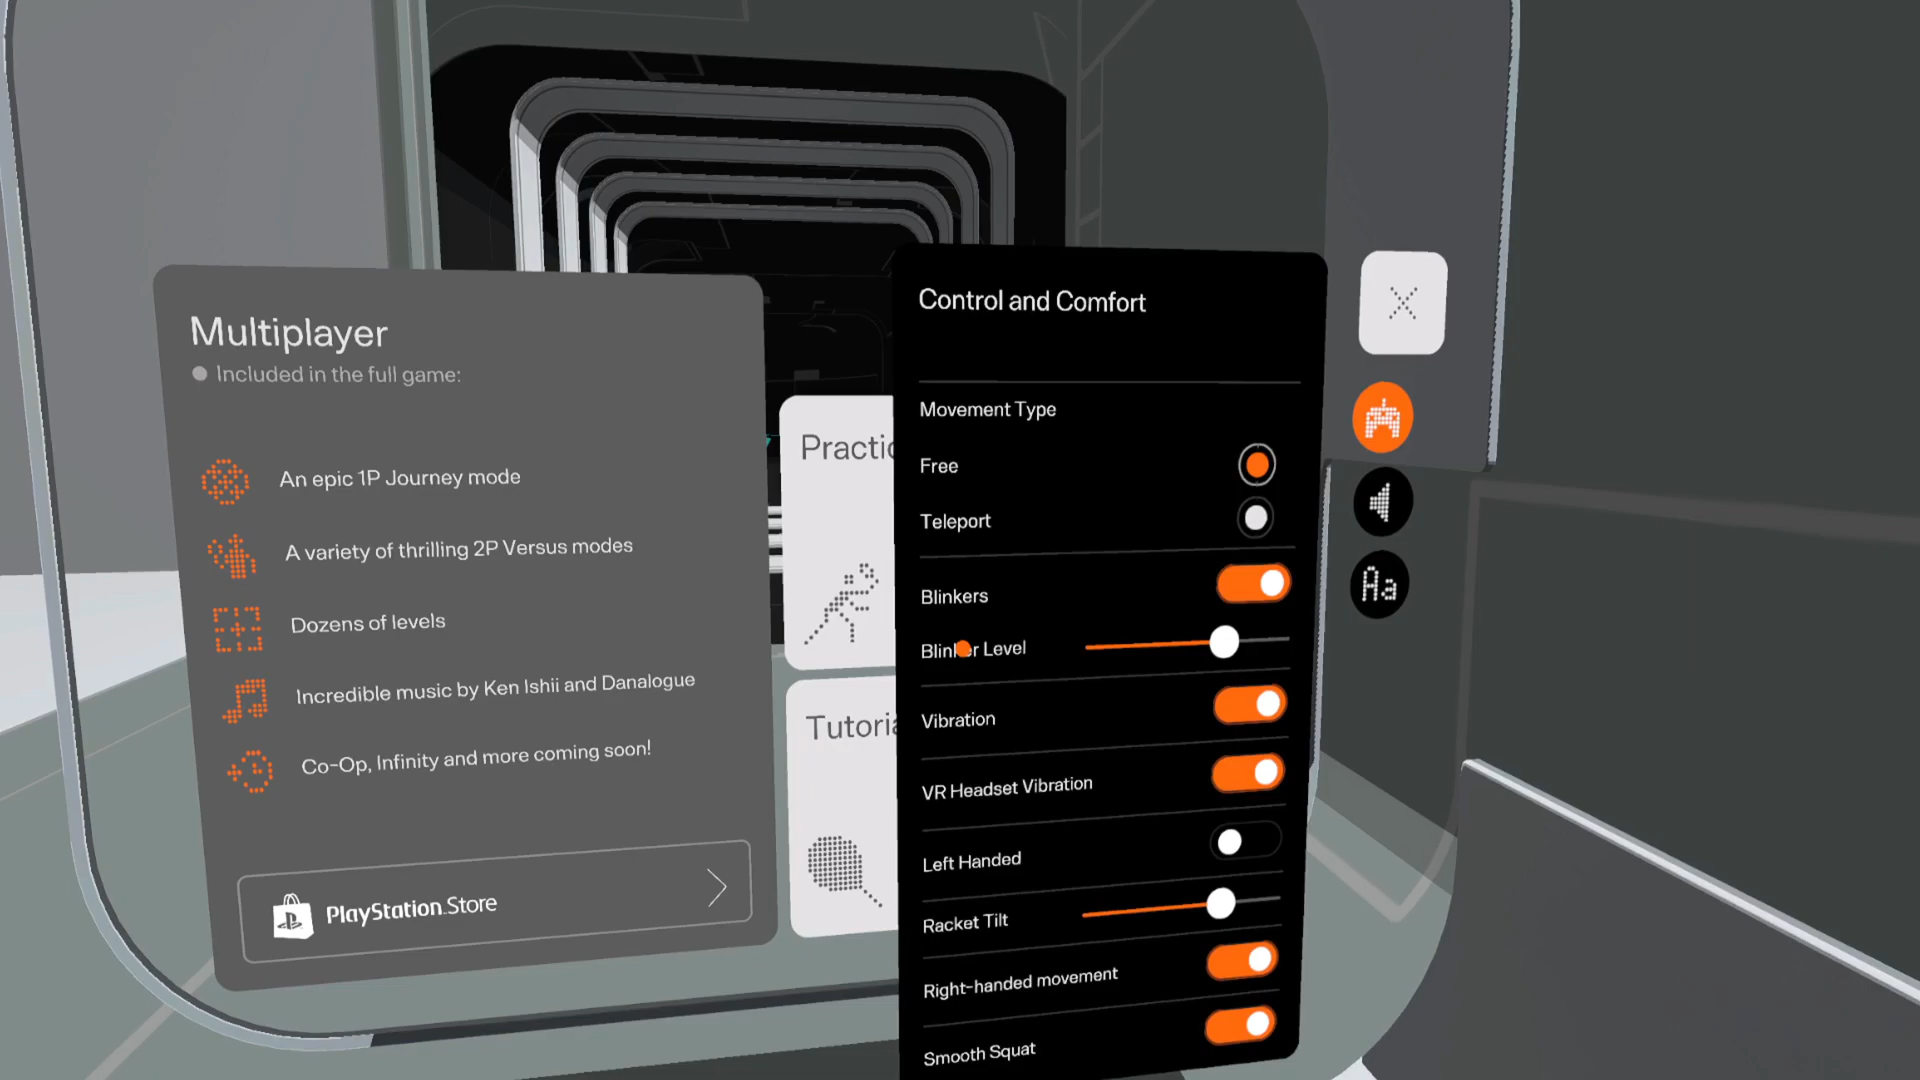 Multiplayer
Included in the full game:
An epic 1P Journey mode
A variety of thrilling 2P Versus modes
Dozens of levels
Incredible music by Ken Ishii and Danalogue
Co-Op, Infinity and more coming soon!
PlayStation.Store
Control and Comfort
Movement Type
Free
Teleport
Blinkers
Blinker Level
Vibration
VR Headset Vibration
Left Handed
Racket Tilt
Right-handed movement
Smooth Squat
Aa